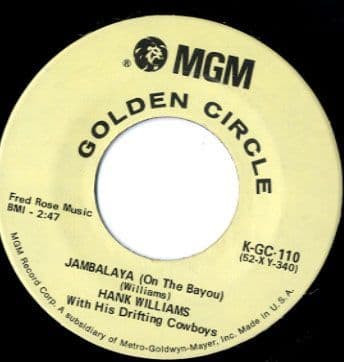 ® MGM
GOLDEN CIRCLE
Fred Rose Music
BMI - 2:47
K-GC-110
(52-XY-340)
JAMBALAYA (On The Bayou)
(Williams)
HANK WILLIAMS
With His Drifting Cowboys
MGM Record Corp. A subsidiary of Metro-Goldwyn-Mayer, Inc. Made in U.S.A.